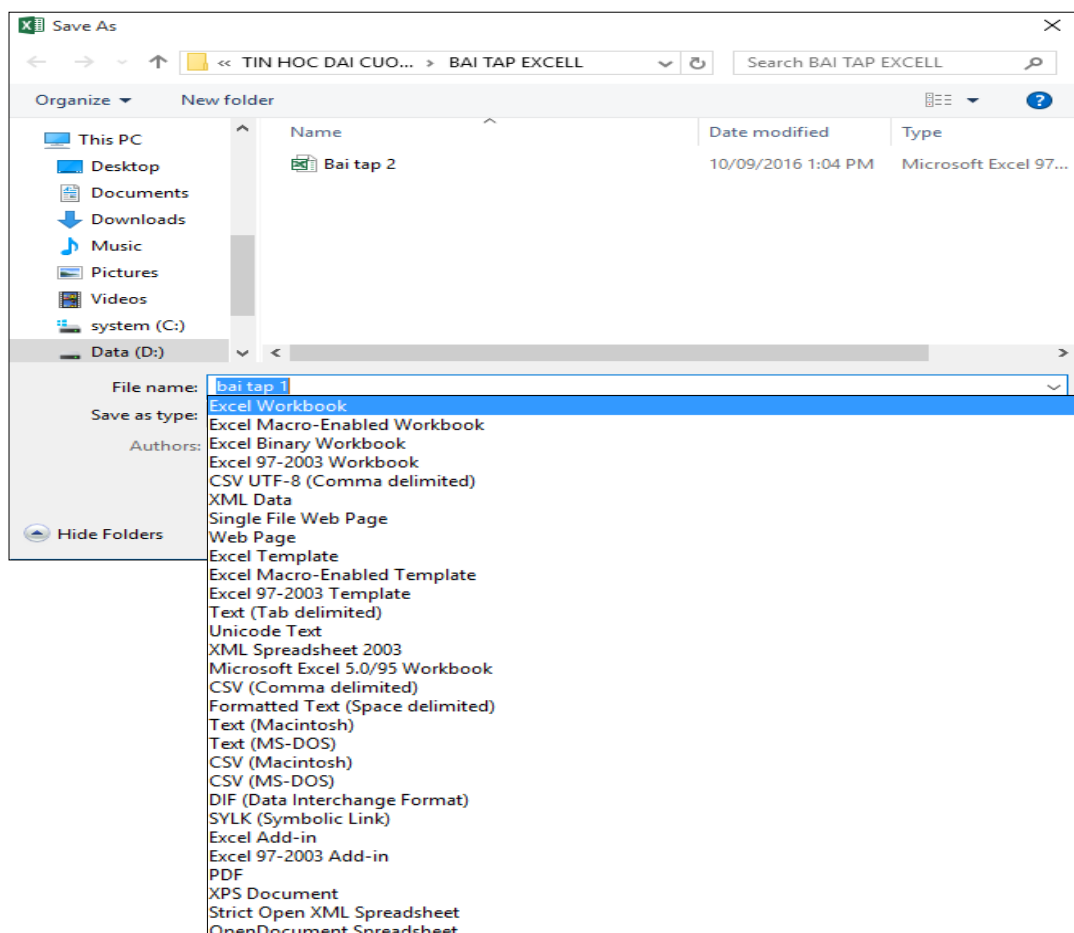 Save As
« TIN HOC DAI CUO... > BAI TAP EXCELL
Search BAI TAP EXCELL
Organize
New folder
?
This PC
Name
Date modified
Type
Desktop
Bai tap 2
10/09/2016 1:04 PM
Microsoft Excel 97...
Documents
Downloads
Music
Pictures
Videos
system (C:)
Data (D:)
File name: bai tap 1
Save as type: Excel Workbook
Excel Macro-Enabled Workbook
Authors: Excel Binary Workbook
Excel 97-2003 Workbook
CSV UTF-8 (Comma delimited)
XML Data
Single File Web Page
Hide Folders
Web Page
Excel Template
Excel Macro-Enabled Template
Excel 97-2003 Template
Text (Tab delimited)
Unicode Text
XML Spreadsheet 2003
Microsoft Excel 5.0/95 Workbook
CSV (Comma delimited)
Formatted Text (Space delimited)
Text (Macintosh)
Text (MS-DOS)
CSV (Macintosh)
CSV (MS-DOS)
DIF (Data Interchange Format)
SYLK (Symbolic Link)
Excel Add-in
Excel 97-2003 Add-in
PDF
XPS Document
Strict Open XML Spreadsheet
OpenDocument Spreadsheet